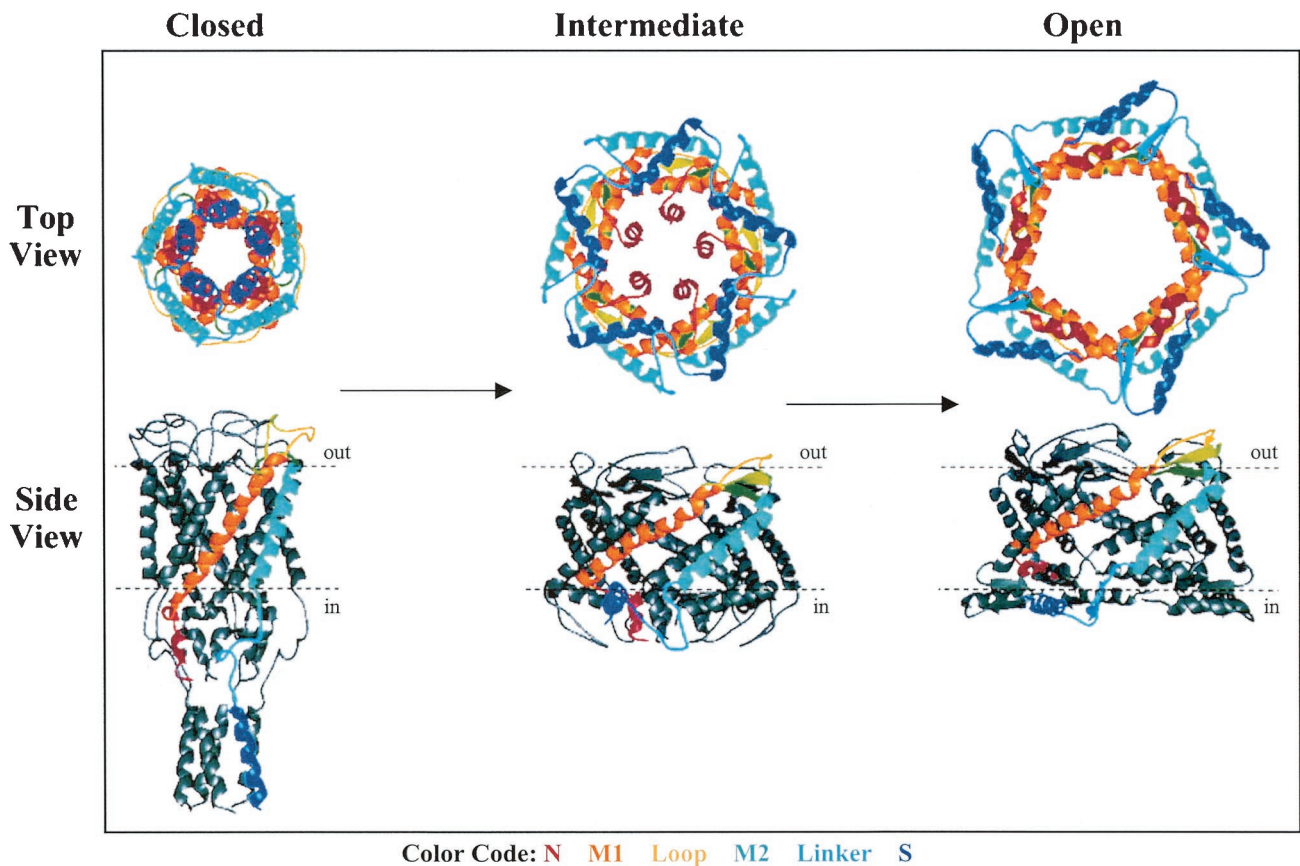 Closed Intermediate Open
Top
View
out out out
Side
View
in in in
Color Code: N M1 Loop M2 Linker S